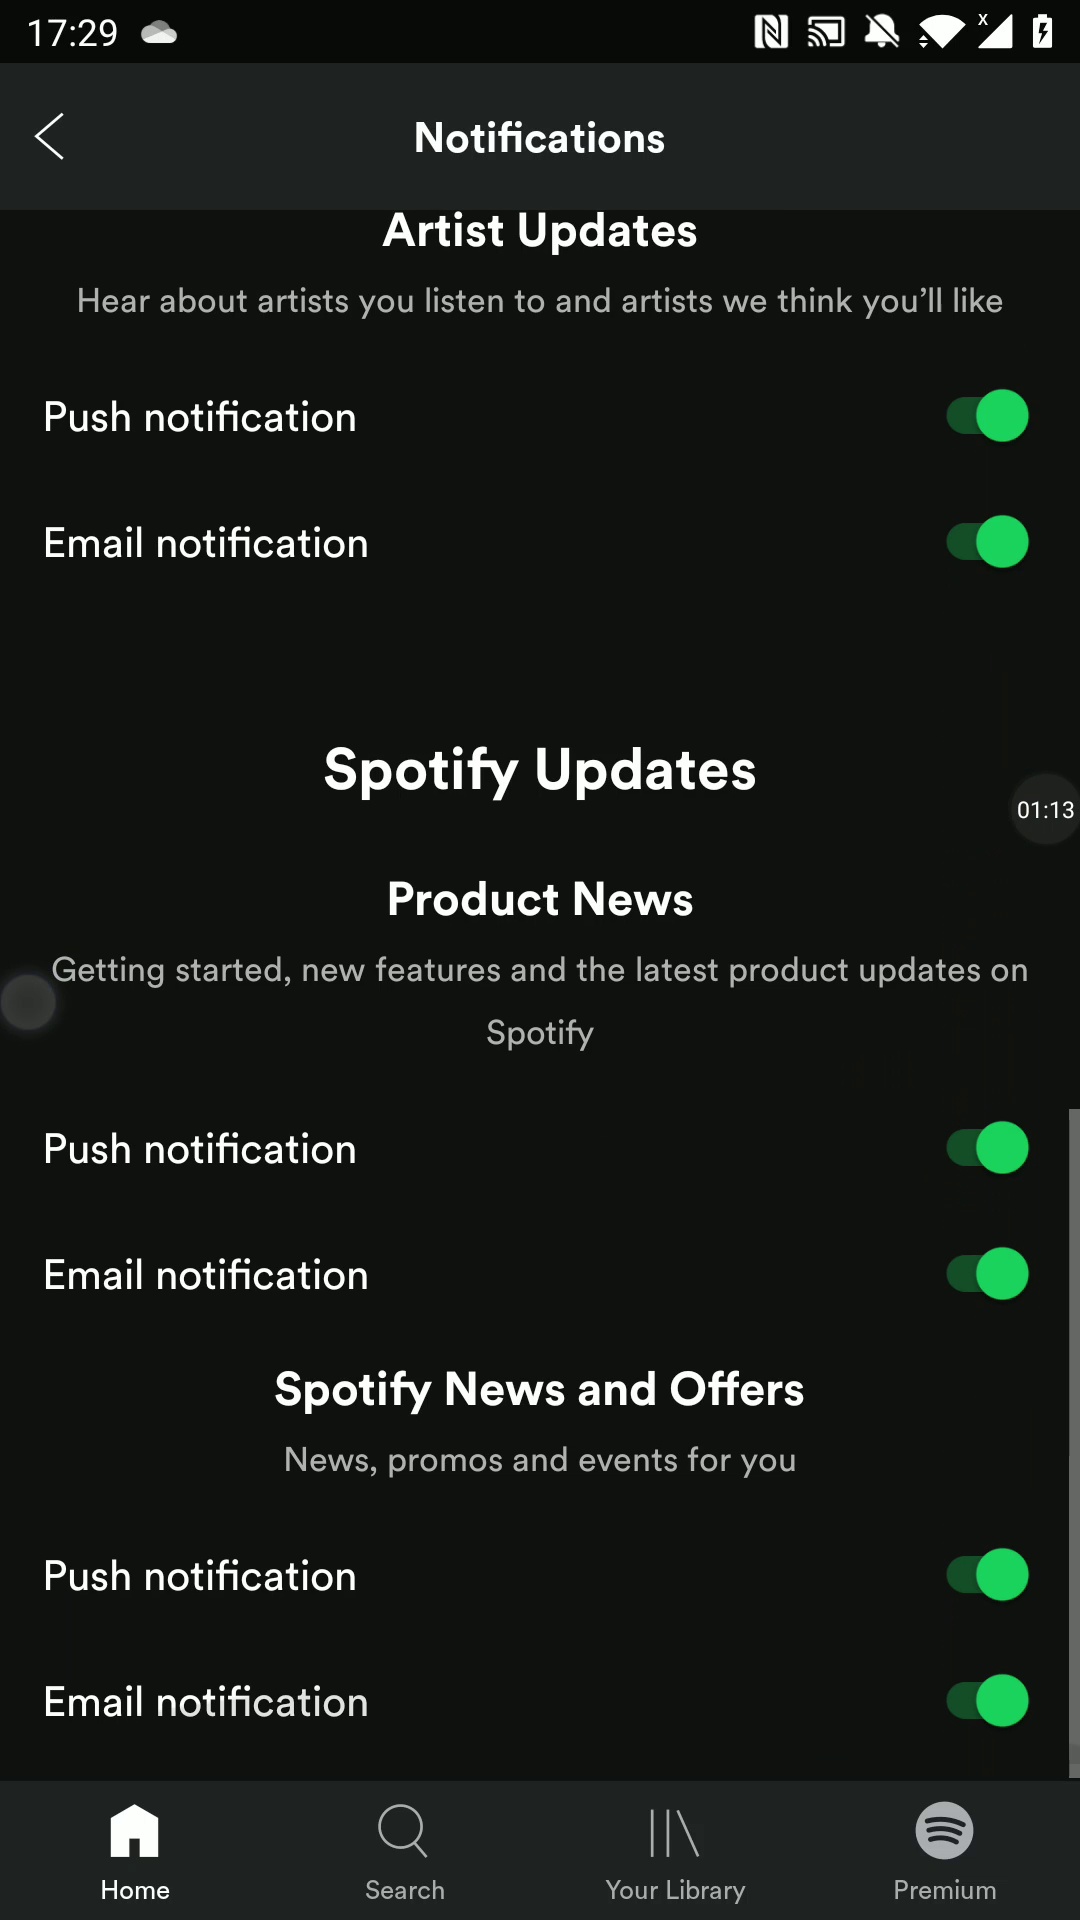 17:29
x
Notifications
Artist Updates
Hear about artists you listen to and artists we think you’ll like
Push notification
Email notification
Spotify Updates
01:13
Product News
Getting started, new features and the latest product updates on
Spotify
Push notification
Email notification
Spotify News and Offers
News, promos and events for you
Push notification
Email notification
Home
Search
Your Library
Premium